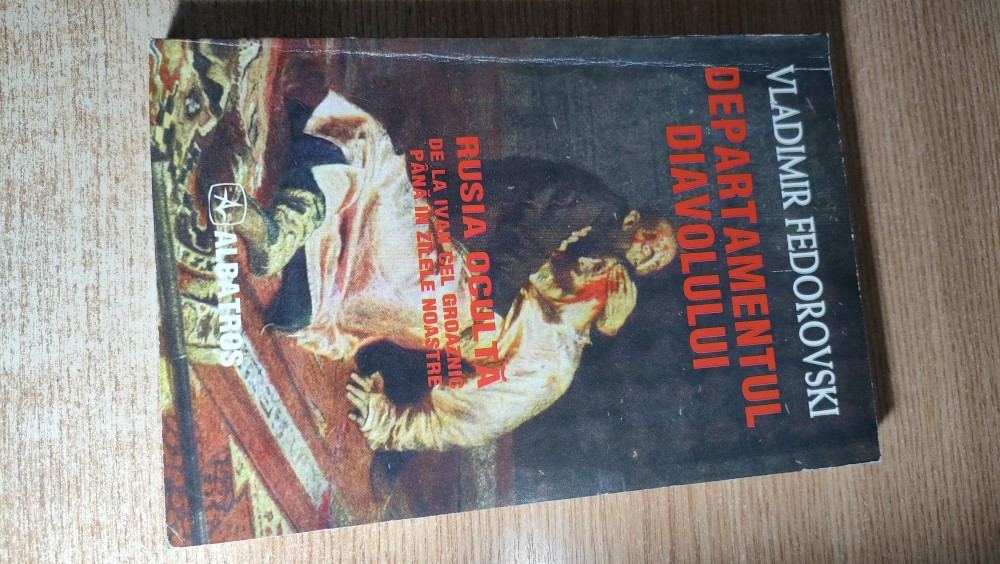 VLADIMIR FEDOROVSKI
DEPARTAMENTUL
DIAVOLULUI
RUSIA OCULTĂ
DE LA IVAN CEL GROAZNIC
PÂNĂ ÎN ZILELE NOASTRE
ALBATROS